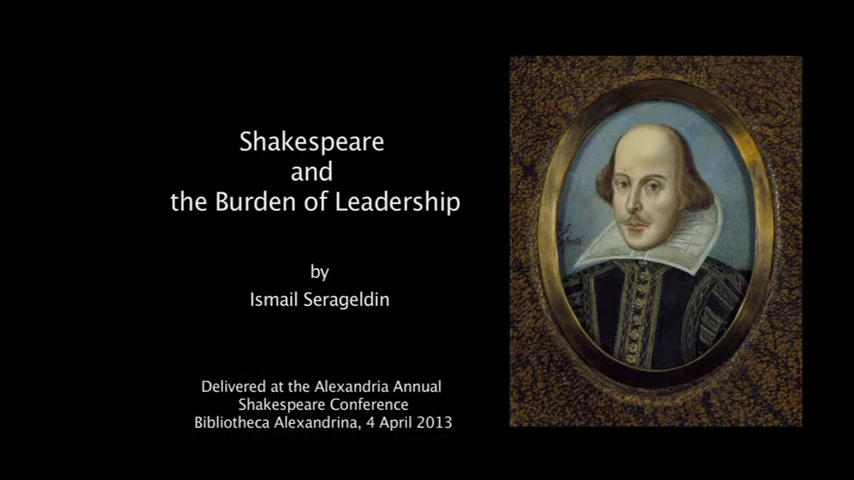 Shakespeare
and
the Burden of Leadership
by
Ismail Serageldin
Delivered at the Alexandria Annual
Shakespeare Conference
Bibliotheca Alexandrina, 4 April 2013